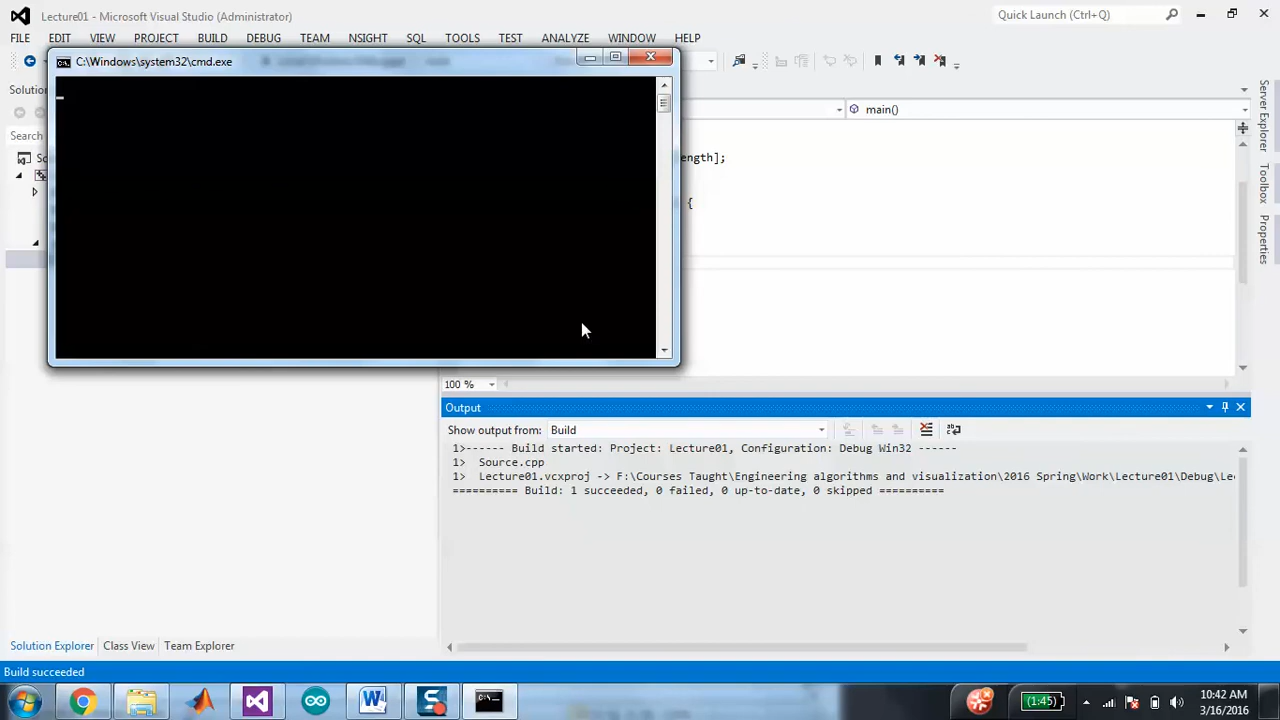 Lecture01 - Microsoft Visual Studio (Administrator)
Quick Launch (Ctrl+Q)
FILE EDIT VIEW PROJECT BUILD DEBUG TEAM NSIGHT SQL TOOLS TEST ANALYZE WINDOW HELP
C:\Windows\system32\cmd.exe
Solu
Search
So
main()
ength];
{
Server Explorer
Toolbox
Properties
100 %
Output
Show output from: Build
1>------ Build started: Project: Lecture01, Configuration: Debug Win32 ------
1> Source.cpp
1> Lecture01.vcxproj -> F:\Courses Taught\Engineering algorithms and visualization\2016 Spring\Work\Lecture01\Debug\Le
========== Build: 1 succeeded, 0 failed, 0 up-to-date, 0 skipped ==========
Solution Explorer Class View Team Explorer
Build succeeded
(1:45)
10:42 AM
3/16/2016